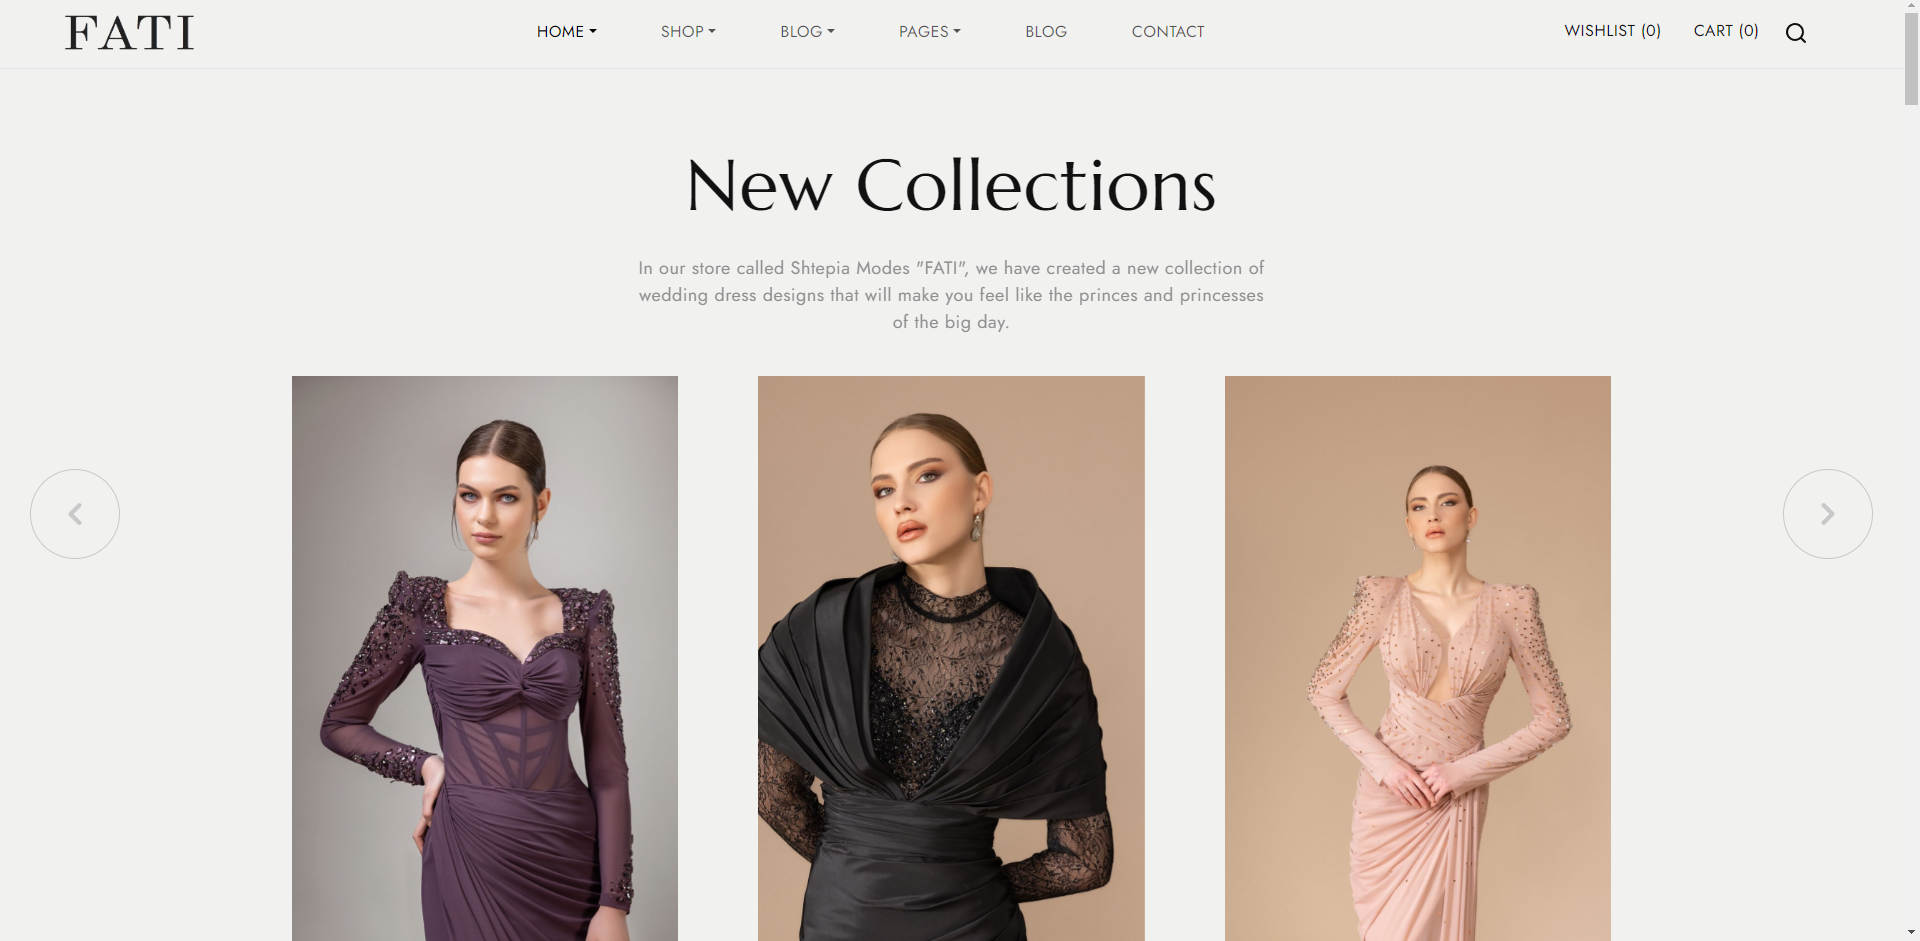 FATI
HOME
SHOP
BLOG
PAGES
BLOG
CONTACT
WISHLIST (0)
CART (0)
New Collections
In our store called Shtepia Modes "FATI", we have created a new collection of
wedding dress designs that will make you feel like the princes and princesses
of the big day.